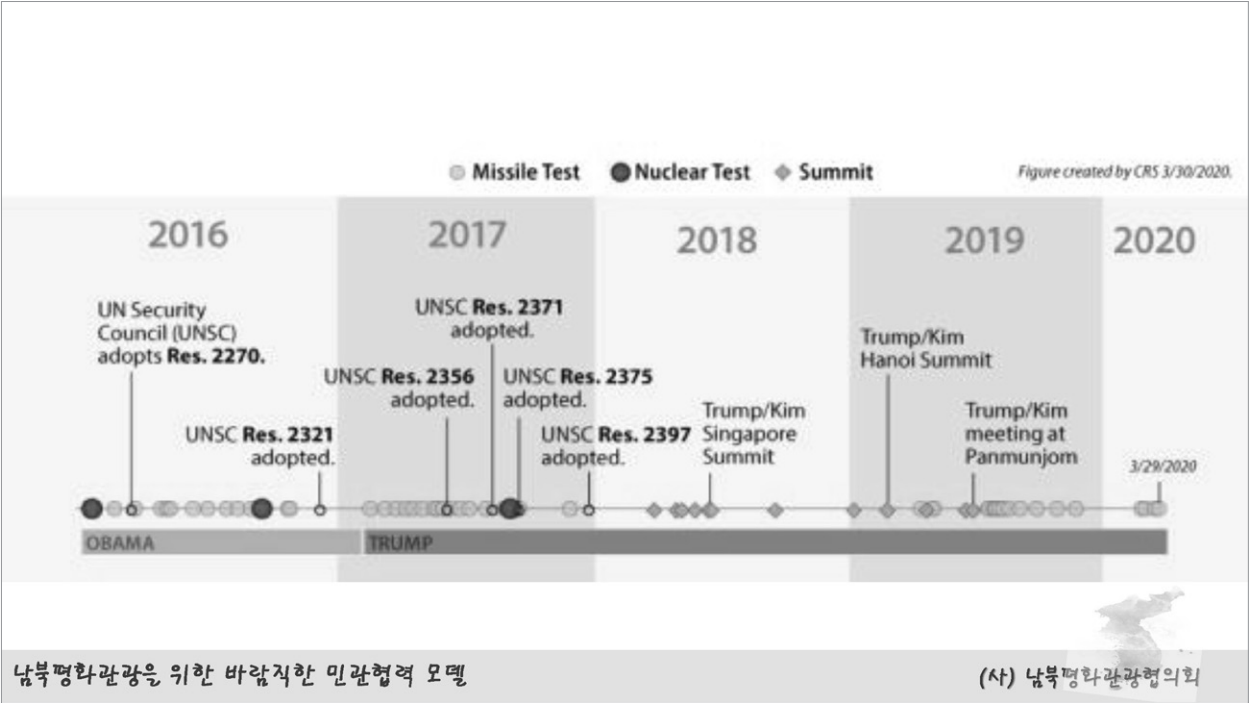 Missile Test
Nuclear Test
Summit
Figure created by CRS 3/30/2020.
2016
2017
2018
2019
2020
UN Security
Council (UNSC)
adopts Res. 2270.
UNSC Res. 2321
adopted.
UNSC Res. 2356
adopted.
UNSC Res. 2371
adopted.
UNSC Res. 2375
adopted.
UNSC Res. 2397
adopted.
Trump/Kim
Singapore
Summit
Trump/Kim
Hanoi Summit
Trump/Kim
meeting at
Panmunjom
3/29/2020
OBAMA
TRUMP
남북평화관광을 위한 바람직한 민관협력 모델
(사) 남북평화관광협의회